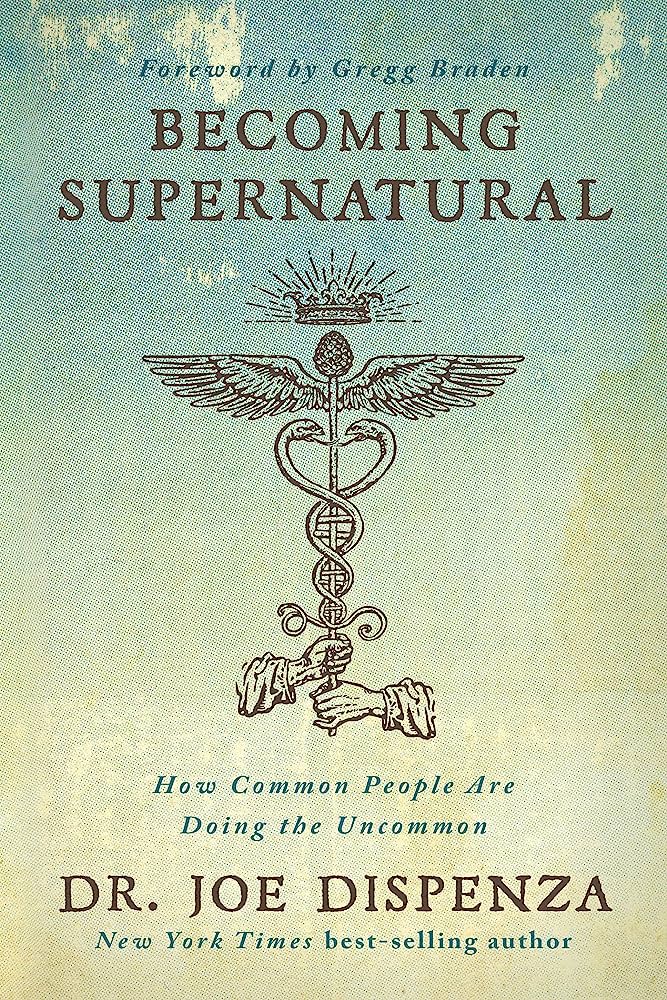 Foreword by Gregg Braden
BECOMING
SUPERNATURAL
How Common People Are
Doing the Uncommon
DR. JOE DISPENZA
New York Times best-selling author